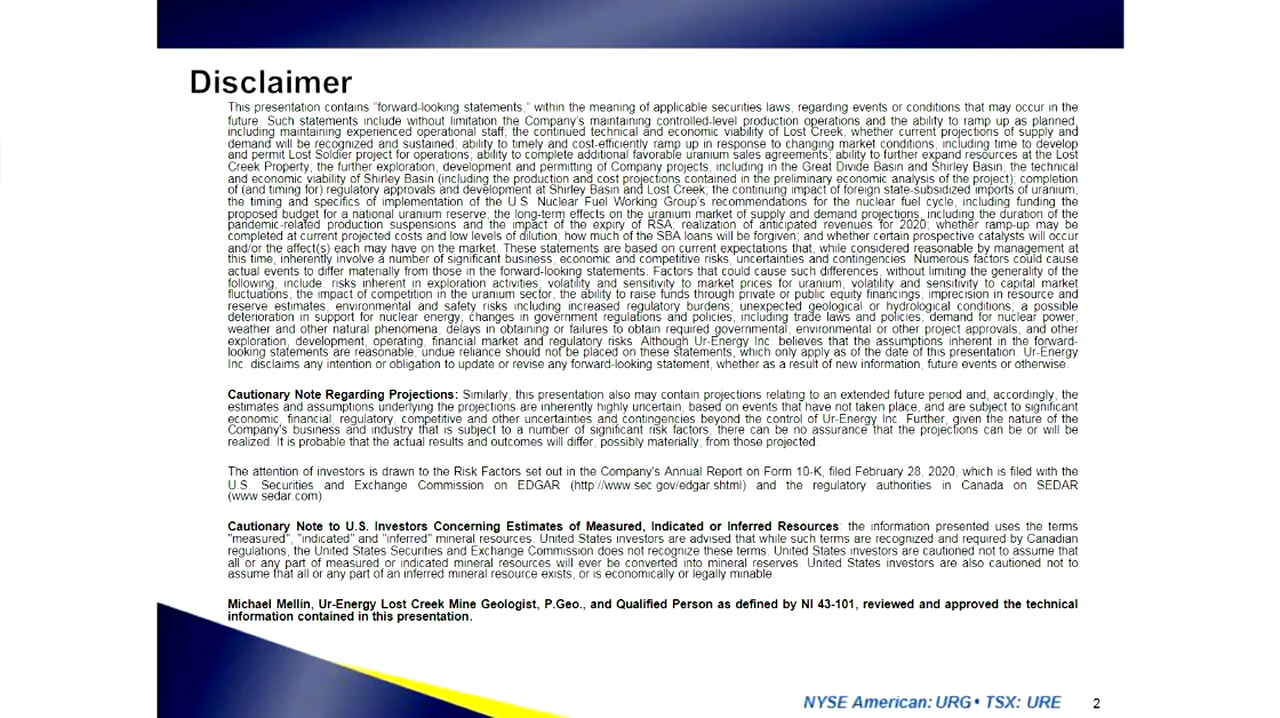 Disclaimer
This presentation contains "forward-looking statements," within the meaning of applicable securities laws, regarding events or conditions that may occur in the
future. Such statements include without limitation the Company's maintaining controlled-level production operations and the ability to ramp up as planned,
including maintaining experienced operational staff; the continued technical and economic viability of Lost Creek; whether current projections of supply and
demand will be recognized and sustained; ability to timely and cost-efficiently ramp up in response to changing market conditions, including time to develop
and permit Lost Soldier project for operations; ability to complete additional favorable uranium sales agreements; ability to further expand resources at the Lost
Creek Property; the further exploration, development and permitting of Company projects, including in the Great Divide Basin and Shirley Basin; the technical
and economic viability of Shirley Basin (including the production and cost projections contained in the preliminary economic analysis of the project); completion
of (and timing for) regulatory approvals and development at Shirley Basin and Lost Creek; the continuing impact of foreign state-subsidized imports of uranium;
the timing and specifics of implementation of the U.S. Nuclear Fuel Working Group's recommendations for the nuclear fuel cycle, including funding the
proposed budget for a national uranium reserve; the long-term effects on the uranium market of supply and demand projections, including the duration of the
pandemic-related production suspensions and the impact of the expiry of RSA; realization of anticipated revenues for 2020; whether ramp-up may be
completed at current projected costs and low levels of dilution; how much of the SBA loans will be forgiven; and whether certain prospective catalysts will occur
and/or the affect(s) each may have on the market. These statements are based on current expectations that, while considered reasonable by management at
this time, inherently involve a number of significant business, economic and competitive risks, uncertainties and contingencies. Numerous factors could cause
actual events to differ materially from those in the forward-looking statements. Factors that could cause such differences, without limiting the generality of the
following, include: risks inherent in exploration activities; volatility and sensitivity to market prices for uranium; volatility and sensitivity to capital market
fluctuations; the impact of competition in the uranium sector; the ability to raise funds through private or public equity financings; imprecision in resource and
reserve estimates; environmental and safety risks including increased regulatory burdens; unexpected geological or hydrological conditions; a possible
deterioration in support for nuclear energy; changes in government regulations and policies, including trade laws and policies; demand for nuclear power;
weather and other natural phenomena; delays in obtaining or failures to obtain required governmental, environmental or other project approvals; and other
exploration, development, operating, financial market and regulatory risks. Although Ur-Energy Inc. believes that the assumptions inherent in the forward-
looking statements are reasonable, undue reliance should not be placed on these statements, which only apply as of the date of this presentation. Ur-Energy
Inc. disclaims any intention or obligation to update or revise any forward-looking statement, whether as a result of new information, future events or otherwise.
Cautionary Note Regarding Projections: Similarly, this presentation also may contain projections relating to an extended future period and, accordingly, the
estimates and assumptions underlying the projections are inherently highly uncertain, based on events that have not taken place, and are subject to significant
economic, financial, regulatory, competitive and other uncertainties and contingencies beyond the control of Ur-Energy Inc. Further, given the nature of the
Company's business and industry that is subject to a number of significant risk factors, there can be no assurance that the projections can be or will be
realized. It is probable that the actual results and outcomes will differ, possibly materially, from those projected.
The attention of investors is drawn to the Risk Factors set out in the Company's Annual Report on Form 10-K, filed February 28, 2020, which is filed with the
U.S. Securities and Exchange Commission on EDGAR (http://www.sec.gov/edgar.shtml) and the regulatory authorities in Canada on SEDAR
(www.sedar.com).
Cautionary Note to U.S. Investors Concerning Estimates of Measured, Indicated or Inferred Resources: the information presented uses the terms
"measured", "indicated" and "inferred" mineral resources. United States investors are advised that while such terms are recognized and required by Canadian
regulations, the United States Securities and Exchange Commission does not recognize these terms. United States investors are cautioned not to assume that
all or any part of measured or indicated mineral resources will ever be converted into mineral reserves. United States investors are also cautioned not to
assume that all or any part of an inferred mineral resource exists, or is economically or legally minable.
Michael Mellin, Ur-Energy Lost Creek Mine Geologist, P.Geo., and Qualified Person as defined by NI 43-101, reviewed and approved the technical
information contained in this presentation.
NYSE American: URG • TSX: URE 2